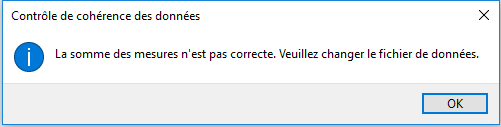 Contrôle de cohérence des données
La somme des mesures n'est pas correcte. Veuillez changer le fichier de données.
OK